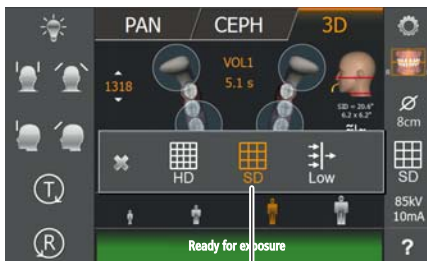 PAN CEPH 3D
VOL1
1318
5.1 s
SID = 20.6"
6.2 x 6.2"
8cm
HD SD Low
SD
T
85kV
10mA
R
Ready for exposure
?